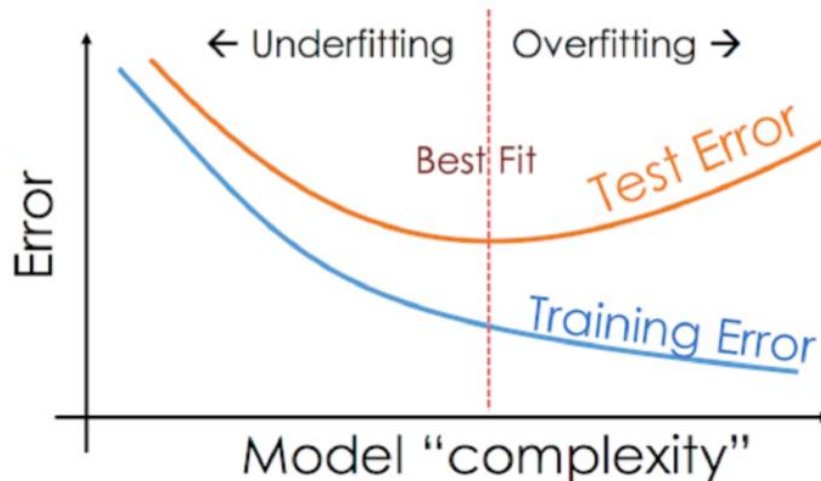 ← Underfitting
Overfitting →
Best Fit
Test Error
Training Error
Error
Model “complexity”